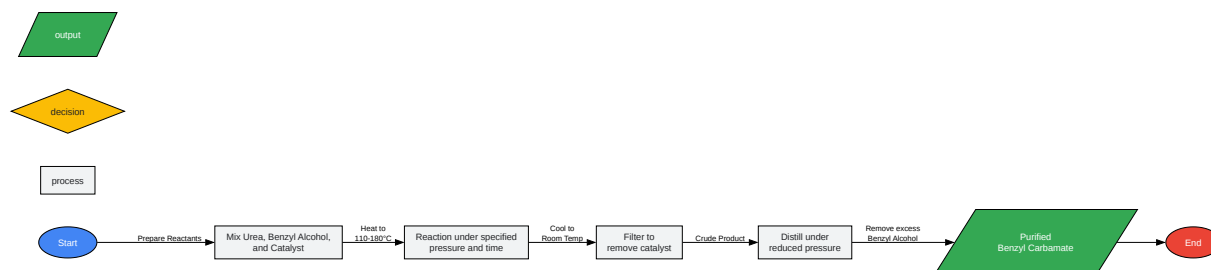 output
decision
process
Start
Prepare Reactants
Mix Urea, Benzyl Alcohol,
and Catalyst
Heat to
110-180°C
Reaction under specified
pressure and time
Cool to
Room Temp
Filter to
remove catalyst
Crude Product
Distill under
reduced pressure
Remove excess
Benzyl Alcohol
Purified
Benzyl Carbamate
End